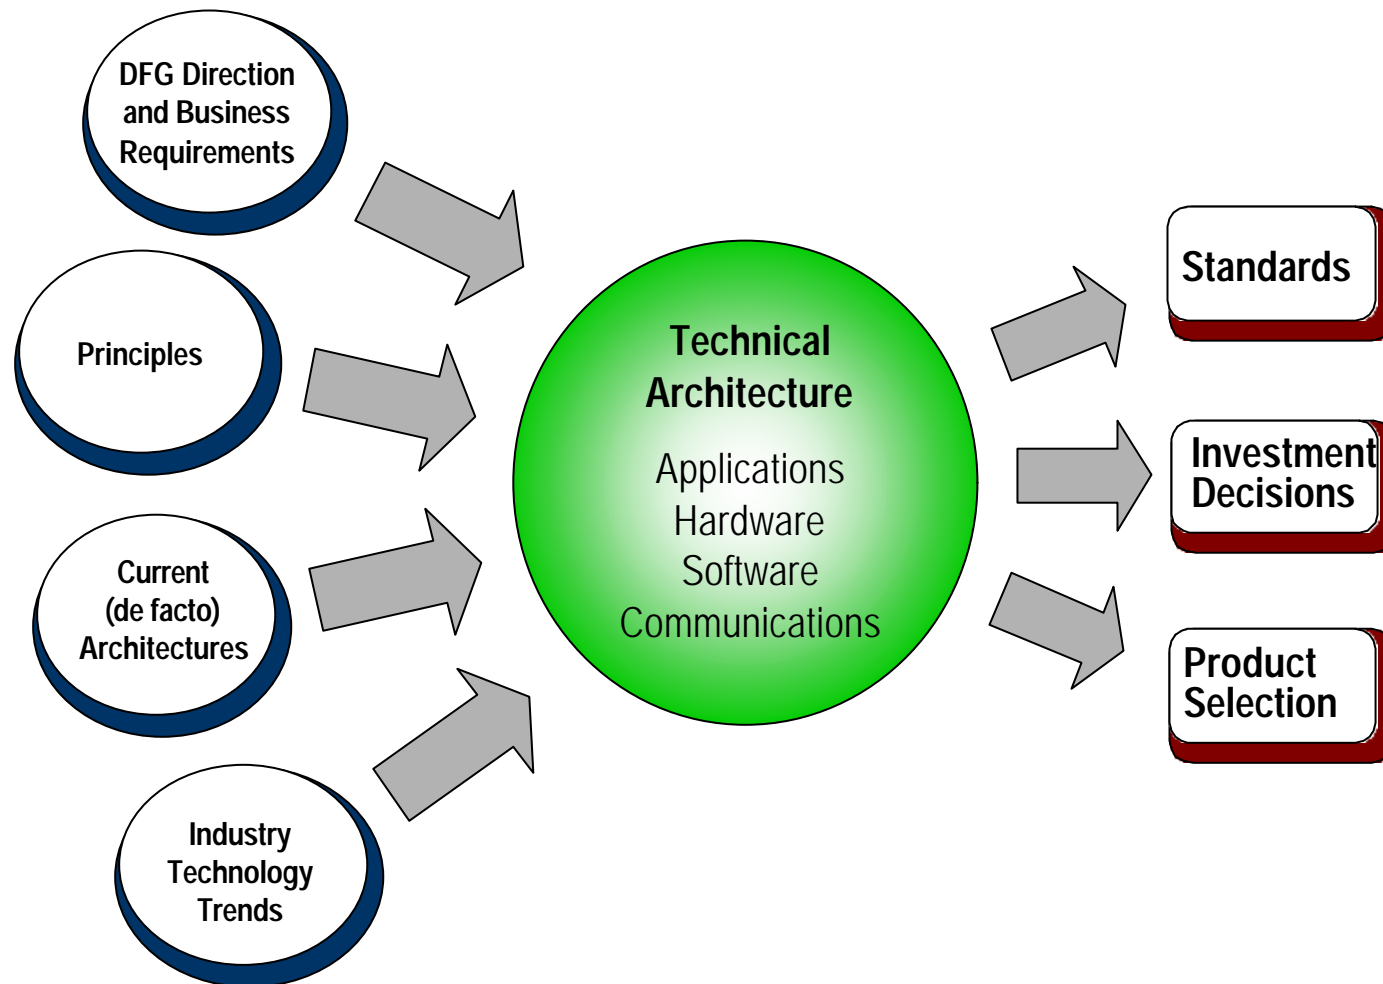 DFG Direction
and Business
Requirements
Principles
Current
(de facto)
Architectures
Industry
Technology
Trends
Technical
Architecture
Applications
Hardware
Software
Communications
Standards
Investment
Decisions
Product
Selection